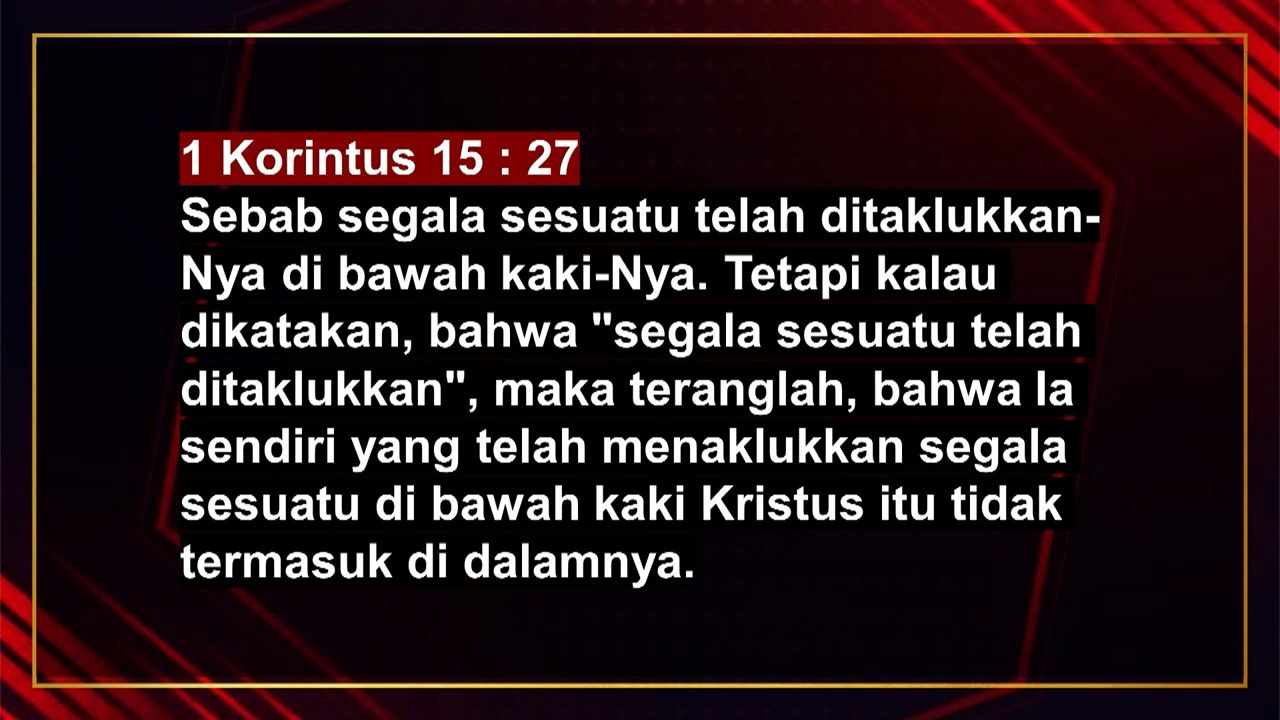 1 Korintus 15 : 27
Sebab segala sesuatu telah ditaklukkan-
Nya di bawah kaki-Nya. Tetapi kalau
dikatakan, bahwa "segala sesuatu telah
ditaklukkan", maka teranglah, bahwa Ia
sendiri yang telah menaklukkan segala
sesuatu di bawah kaki Kristus itu tidak
termasuk di dalamnya.